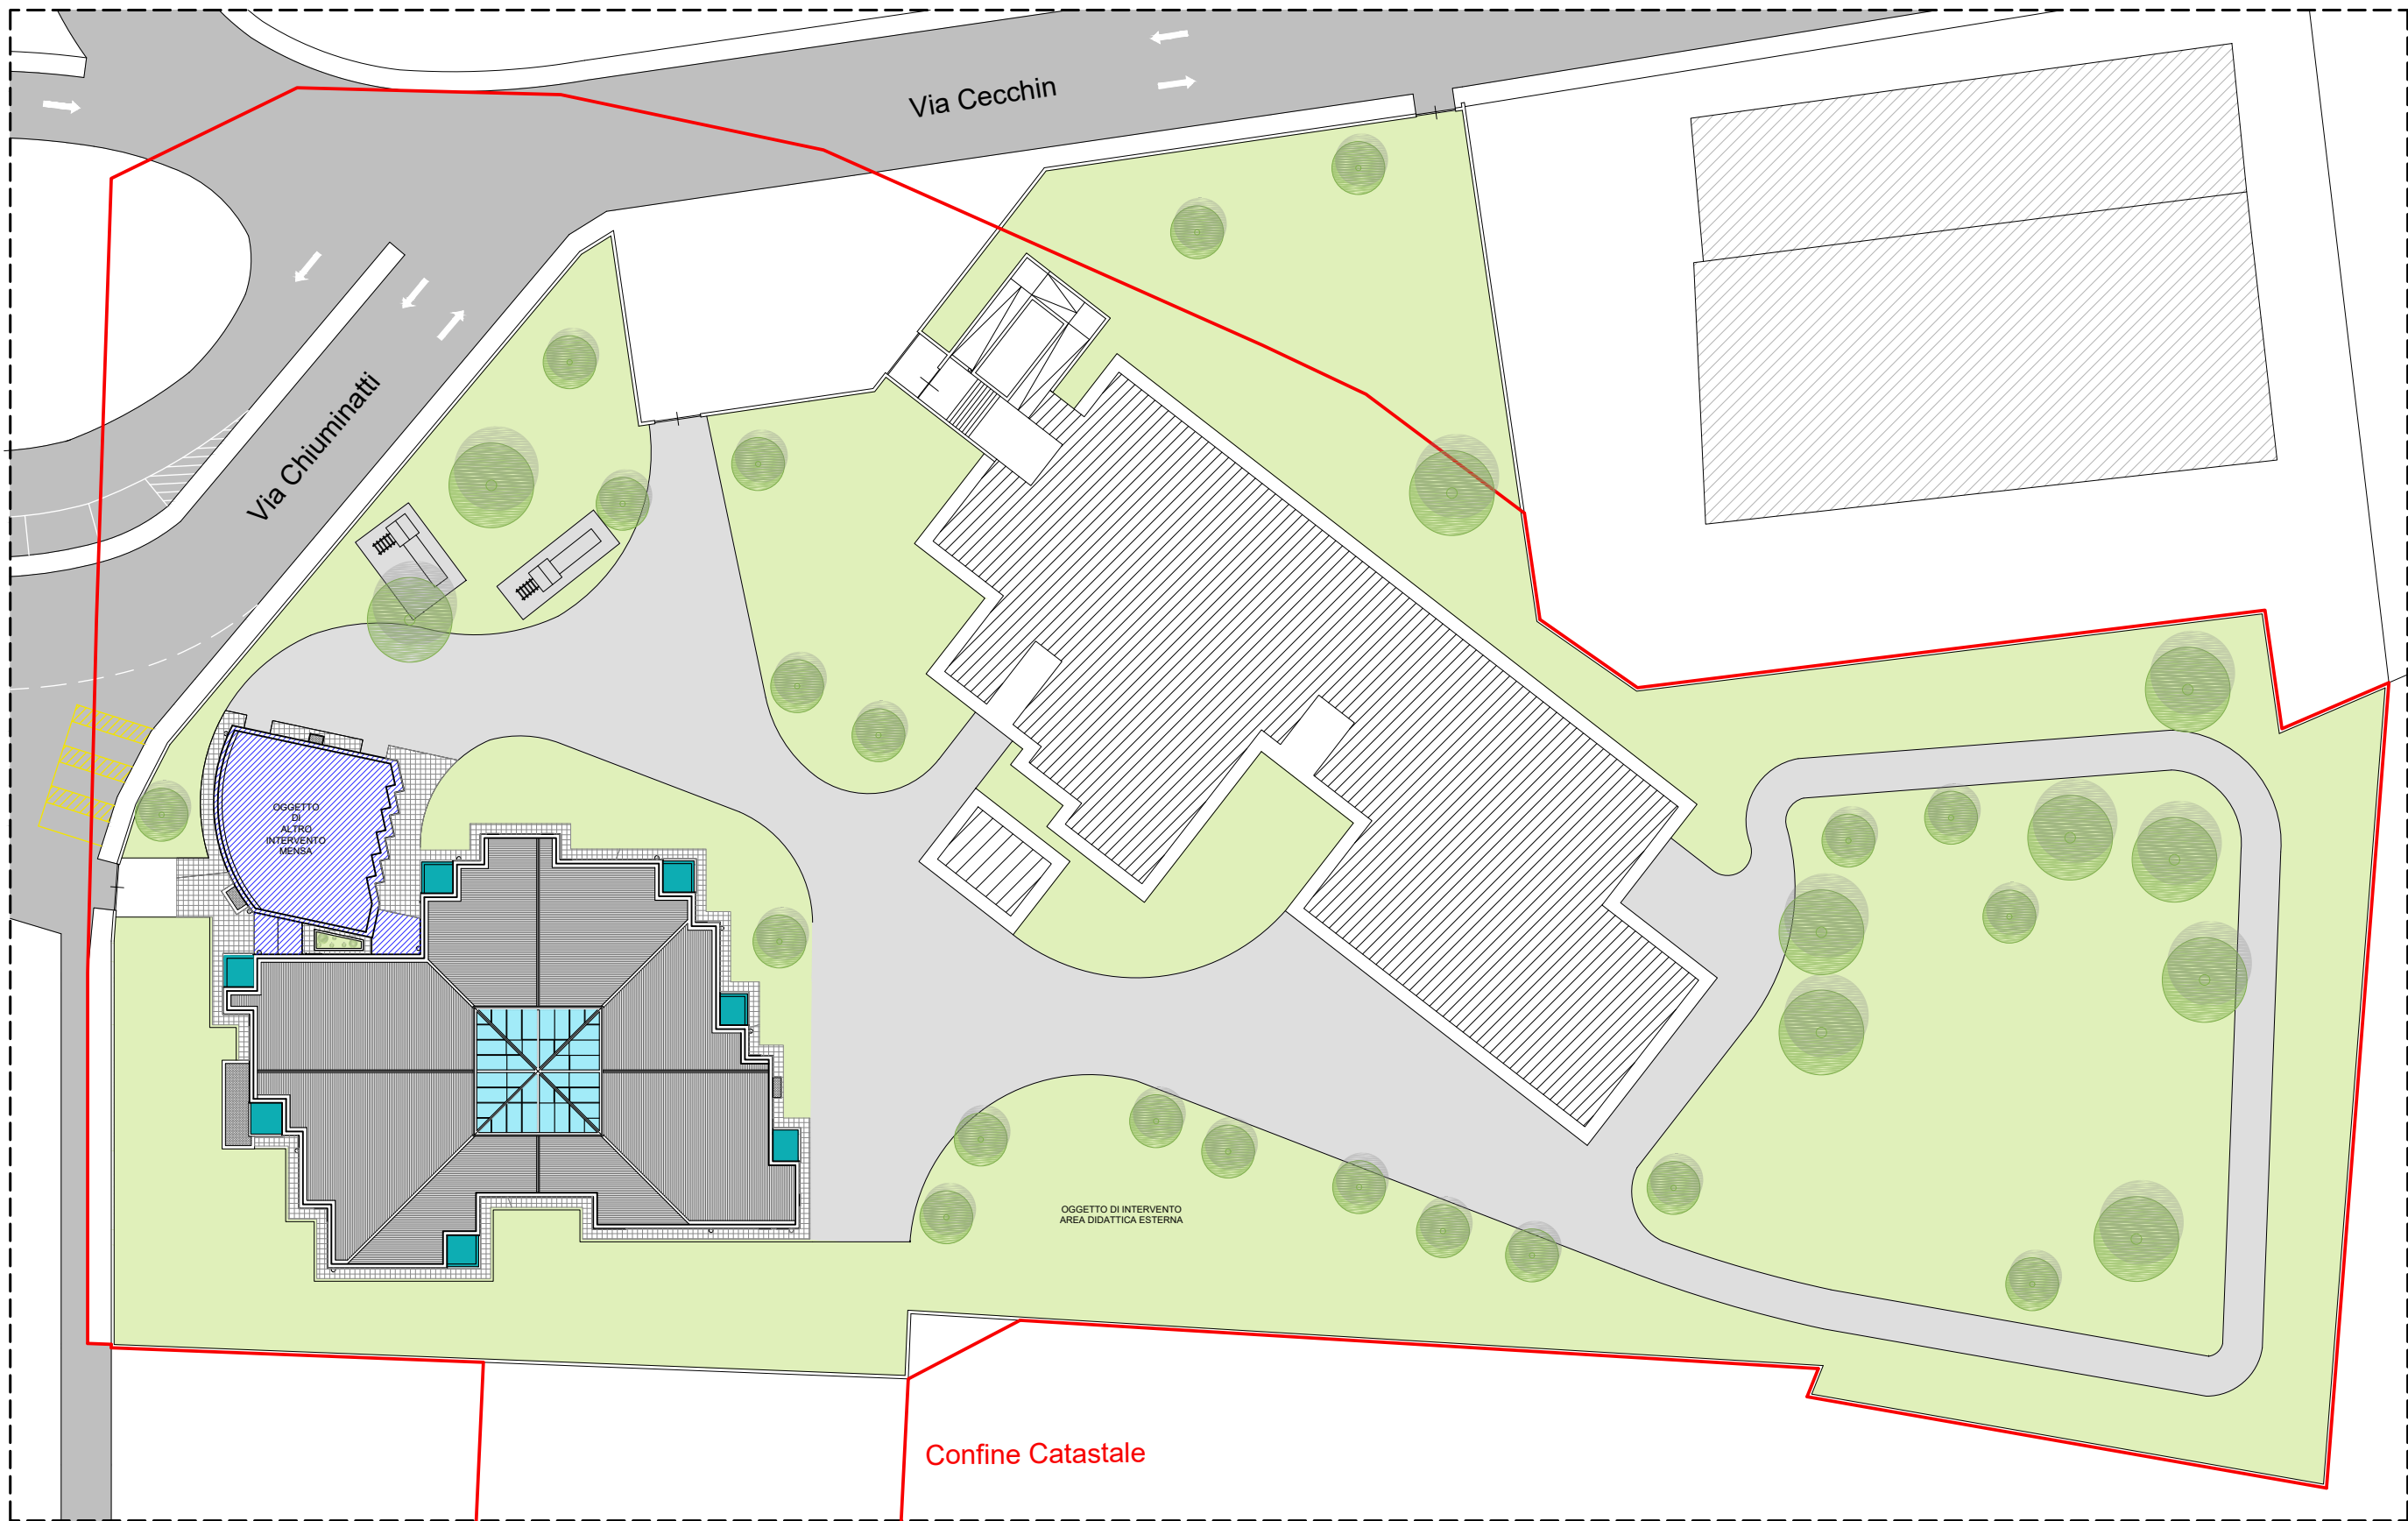 Via Cecchin
Via Chiuminatti
OGGETTO
DI
ALTRO
INTERVENTO
MENSA
OGGETTO DI INTERVENTO
AREA DIDATTICA ESTERNA
Confine Catastale